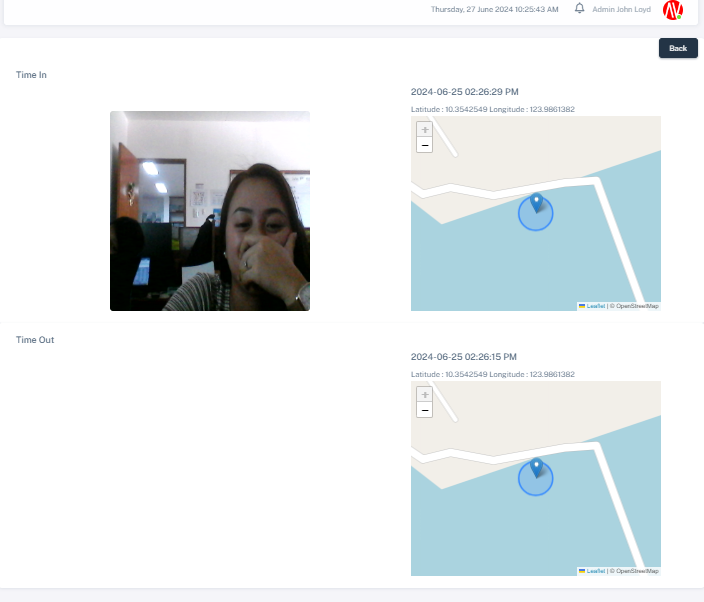 Thursday, 27 June 2024 10:25:43 AM
Admin John Loyd
Back
Time In
2024-06-25 02:26:29 PM
Latitude : 10.3542549 Longitude : 123.9861382
+
−
Leaflet | © OpenStreetMap
Time Out
2024-06-25 02:26:15 PM
Latitude : 10.3542549 Longitude : 123.9861382
+
−
Leaflet | © OpenStreetMap